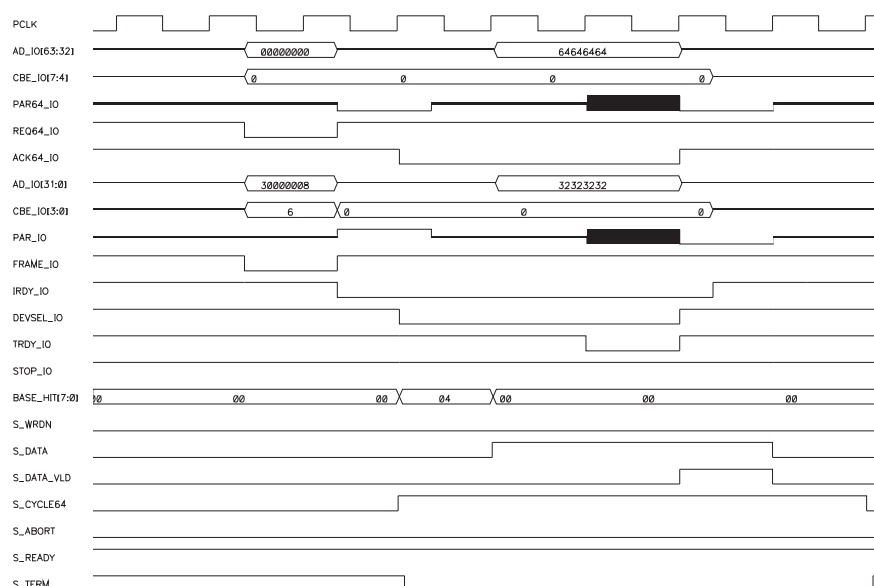 PCLK
AD_IO[63:32] 00000000 64646464
CBE_IO[7:4] 0 0 0 0
PAR64_IO
REQ64_IO
ACK64_IO
AD_IO[31:0] 30000008 32323232
CBE_IO[3:0] 6 0 0 0
PAR_IO
FRAME_IO
IRDY_IO
DEVSEL_IO
TRDY_IO
STOP_IO
BASE_HIT[7:0] 00 00 00 04 00 00 00
S_WRDN
S_DATA
S_DATA_VLD
S_CYCLE64
S_ABORT
S_READY
S_TERM